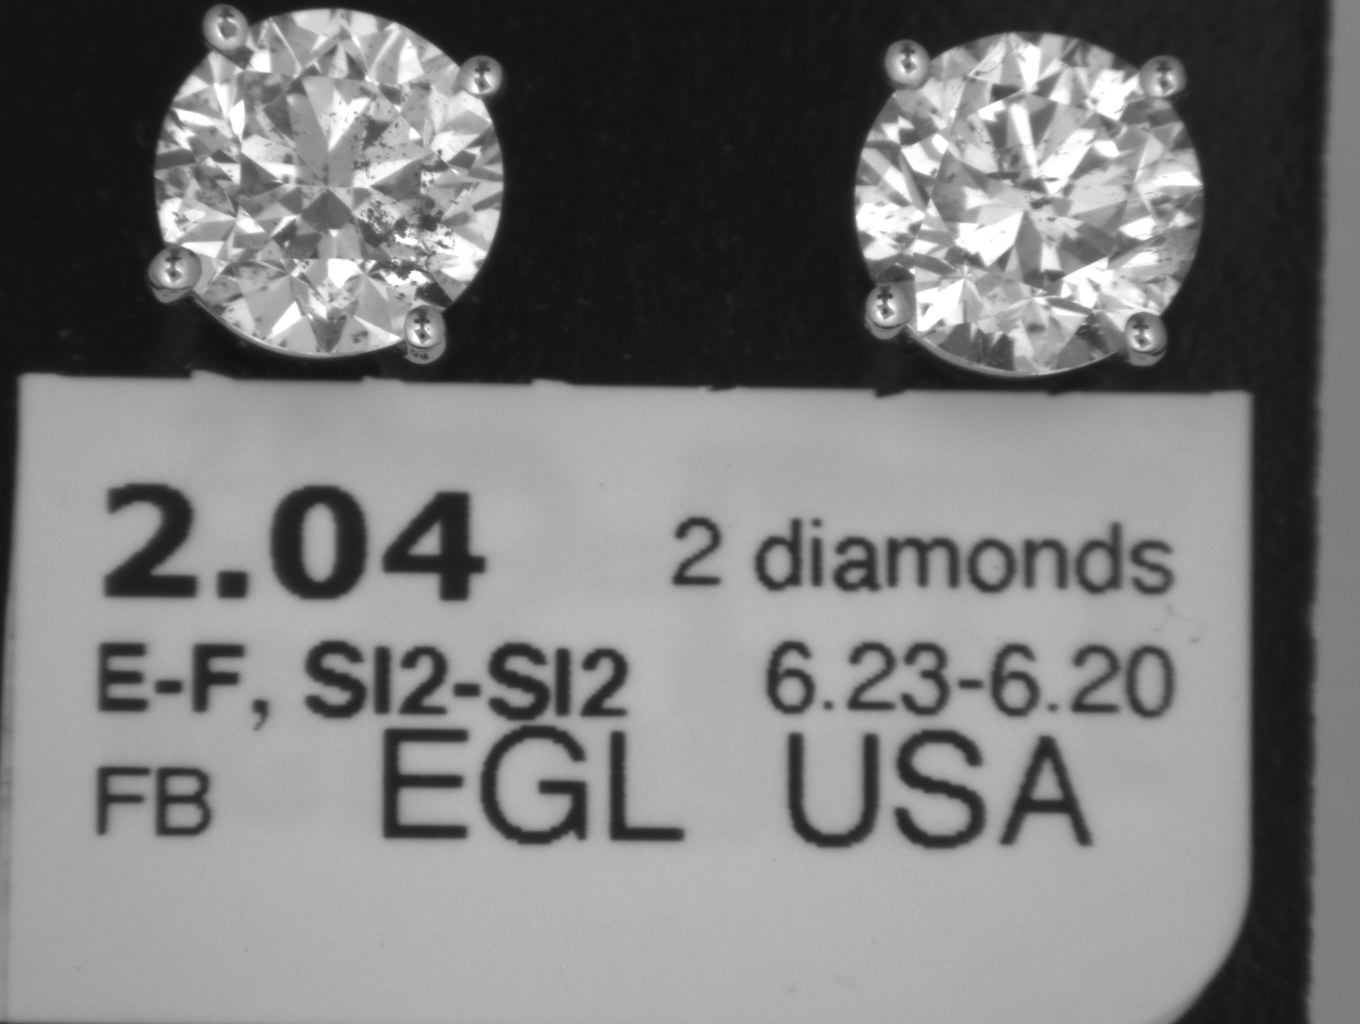 2.04 2 diamonds
E-F, SI2-SI2 6.23-6.20
FB EGL USA